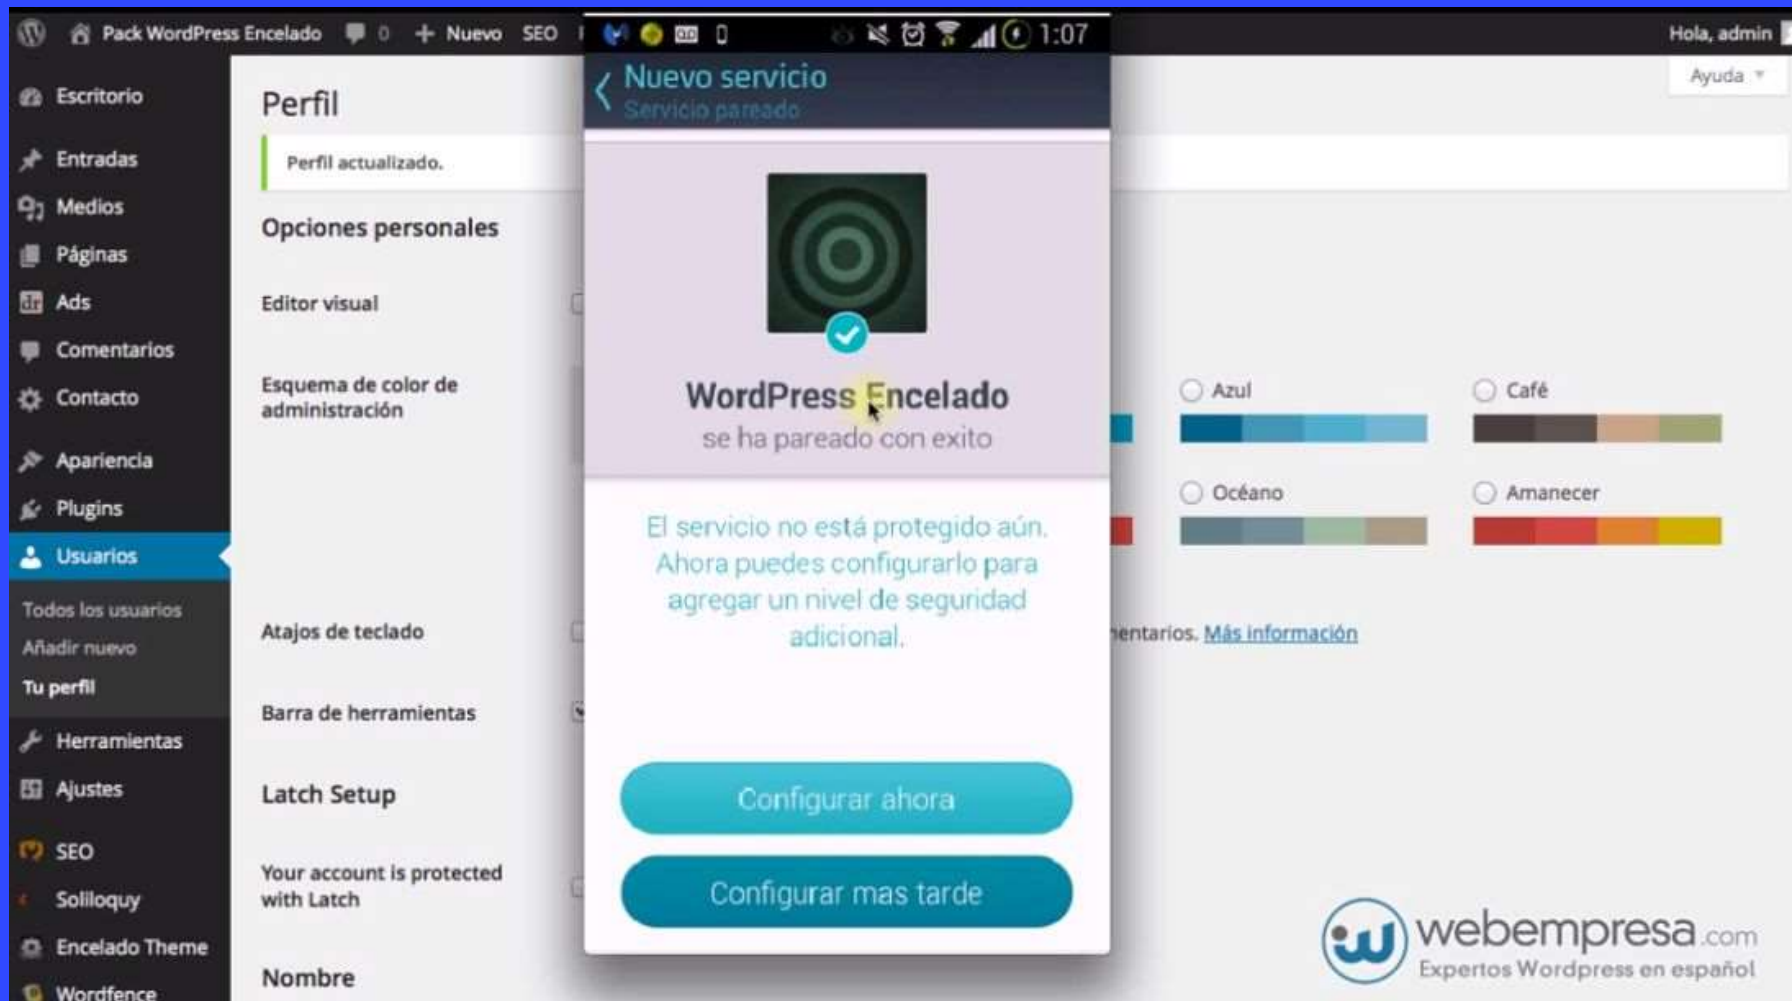 Pack WordPress Encelado 0 + Nuevo SEO
Hola, admin
Ayuda
Escritorio
Entradas
Medios
Páginas
Ads
Comentarios
Contacto
Apariencia
Plugins
Usuarios
Todos los usuarios
Añadir nuevo
Tu perfil
Herramientas
Ajustes
SEO
Soliloquy
Encelado Theme
Wordfence
Perfil
Perfil actualizado.
Opciones personales
Editor visual
Esquema de color de
administración
Azul
Café
Océano
Amanecer
Atajos de teclado
Más información
Barra de herramientas
Latch Setup
Your account is protected
with Latch
Nombre
1:07
Nuevo servicio
Servicio pareado
WordPress Encelado
se ha pareado con exito
El servicio no está protegido aún.
Ahora puedes configurarlo para
agregar un nivel de seguridad
adicional.
Configurar ahora
Configurar mas tarde
webempresa.com
Expertos Wordpress en español